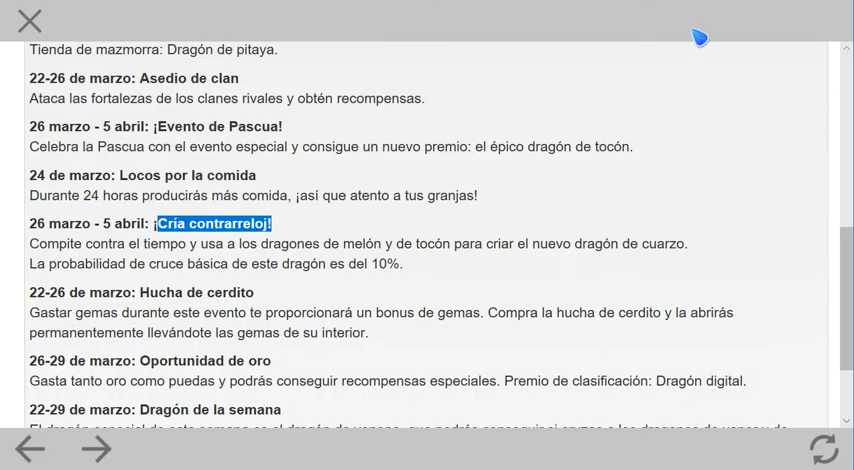 Tienda de mazmorra: Dragón de pitaya.
22-26 de marzo: Asedio de clan
Ataca las fortalezas de los clanes rivales y obtén recompensas.
26 marzo - 5 abril: ¡Evento de Pascua!
Celebra la Pascua con el evento especial y consigue un nuevo premio: el épico dragón de tocón.
24 de marzo: Locos por la comida
Durante 24 horas producirás más comida, ¡así que atento a tus granjas!
26 marzo - 5 abril: ¡Cría contrarreloj!
Compite contra el tiempo y usa a los dragones de melón y de tocón para criar el nuevo dragón de cuarzo.
La probabilidad de cruce básica de este dragón es del 10%.
22-26 de marzo: Hucha de cerdito
Gastar gemas durante este evento te proporcionará un bonus de gemas. Compra la hucha de cerdito y la abrirás
permanentemente llevándote las gemas de su interior.
26-29 de marzo: Oportunidad de oro
Gasta tanto oro como puedas y podrás conseguir recompensas especiales. Premio de clasificación: Dragón digital.
22-29 de marzo: Dragón de la semana